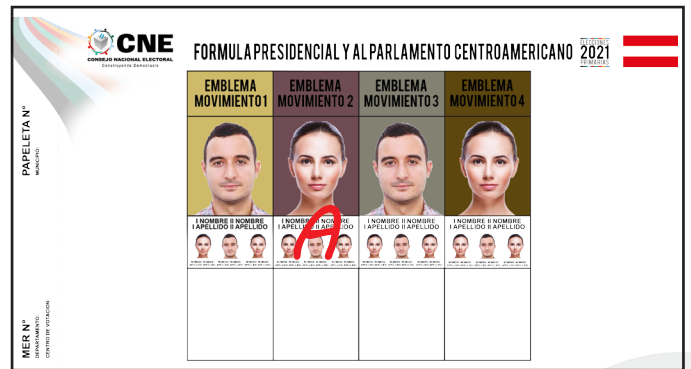 CNE
CONSEJO NACIONAL ELECTORAL
Construyendo Democracia
FORMULA PRESIDENCIAL Y AL PARLAMENTO CENTROAMERICANO
ELECCIONES
2021
PRIMARIAS
PAPELETA N°
MUNICIPIO:
MER N°
DEPARTAMENTO:
CENTRO DE VOTACION:
EMBLEMA
MOVIMIENTO 1
EMBLEMA
MOVIMIENTO 2
EMBLEMA
MOVIMIENTO 3
EMBLEMA
MOVIMIENTO 4
I NOMBRE II NOMBRE
I APELLIDO II APELLIDO
I NOMBRE II NOMBRE
I APELLIDO II APELLIDO
I NOMBRE II NOMBRE
I APELLIDO II APELLIDO
I NOMBRE II NOMBRE
I APELLIDO II APELLIDO
A